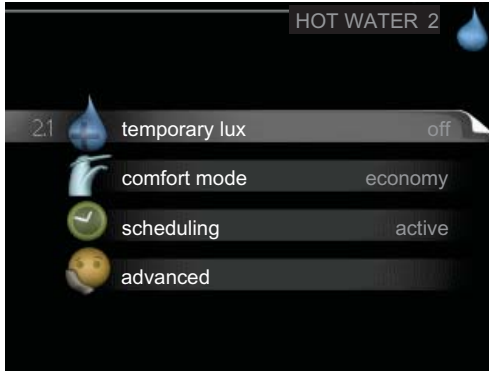 HOT WATER 2
2.1 temporary lux off
comfort mode economy
scheduling active
advanced